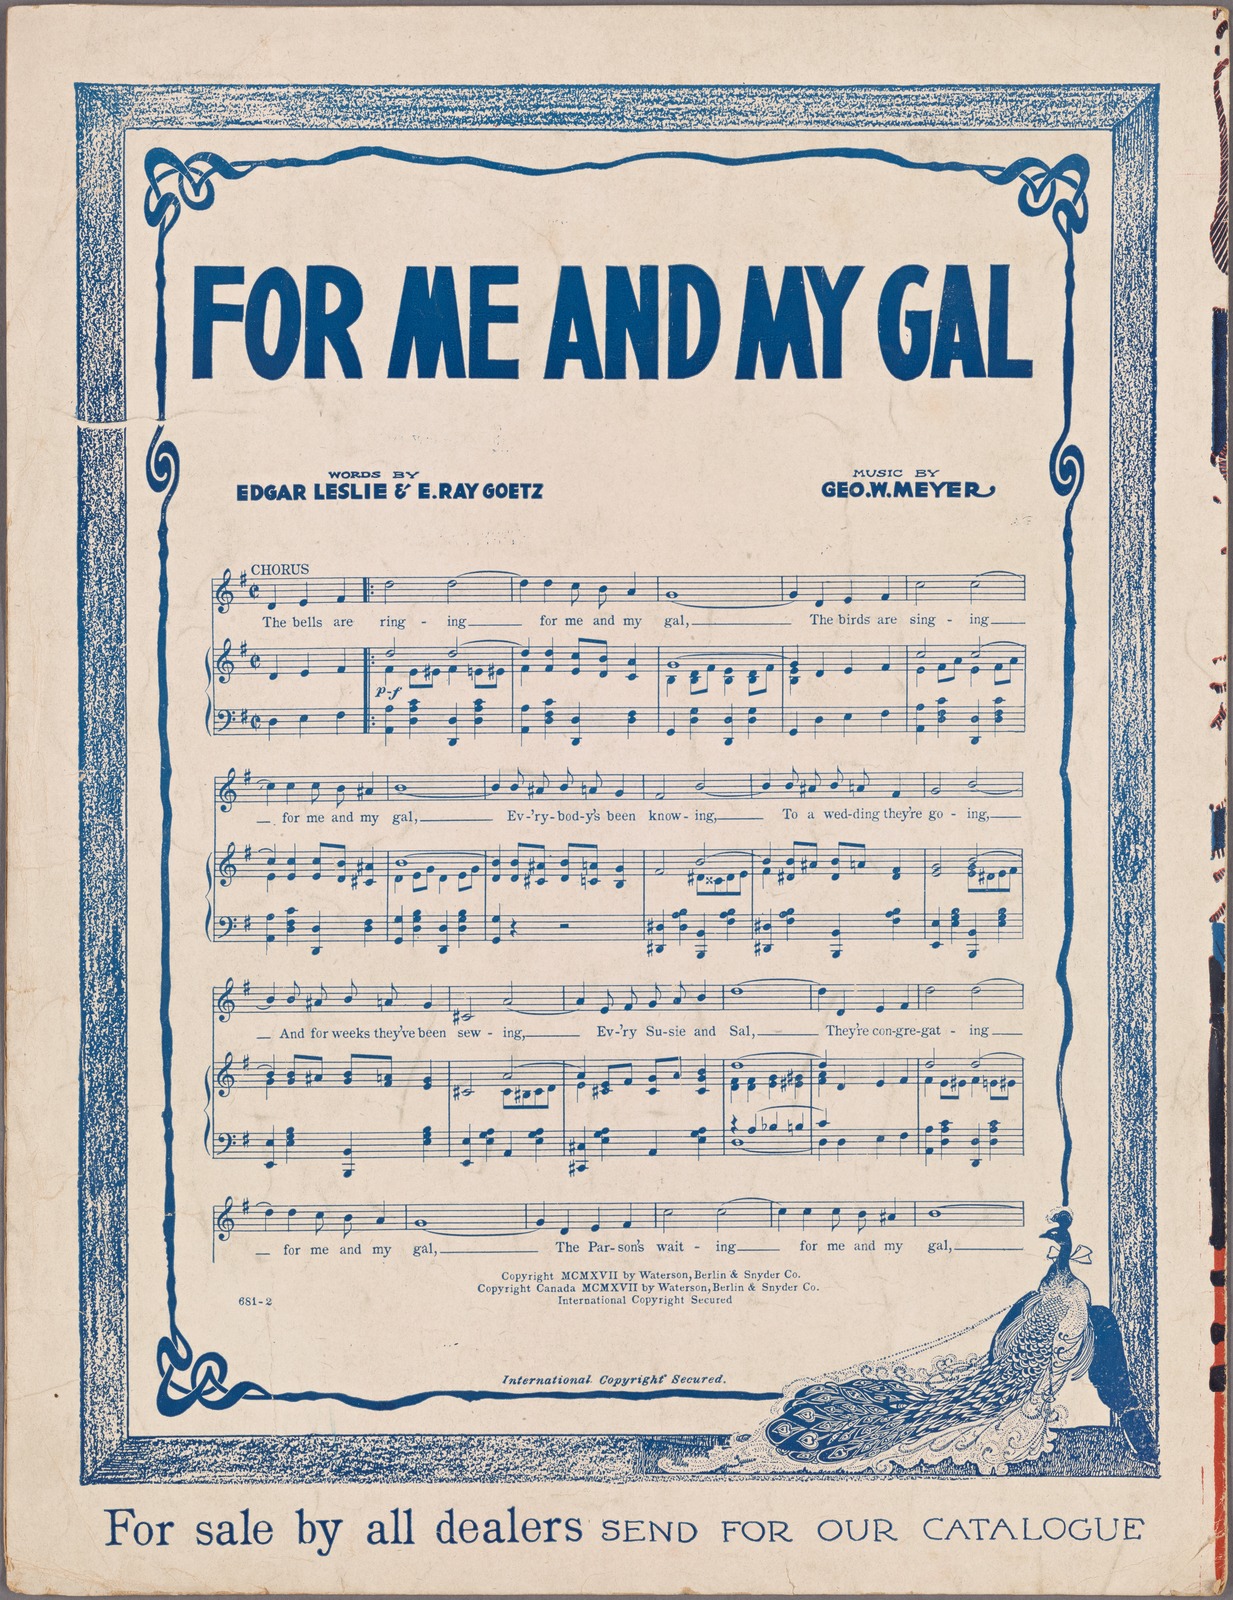 FOR ME AND MY GAL
WORDS BY
EDGAR LESLIE & E. RAY GOETZ
MUSIC BY
GEO. W. MEYER
CHORUS
The bells are ring - ing for me and my gal, The birds are sing - ing
p-f
for me and my gal, Ev-'ry-bod-y's been know-ing, To a wed-ding they're go - ing,
And for weeks they've been sew - ing, Ev-'ry Su-sie and Sal, They're con-gre-gat - ing
for me and my gal, The Par-son's wait - ing for me and my gal,
Copyright MCMXVII by Waterson, Berlin & Snyder Co.
Copyright Canada MCMXVII by Waterson, Berlin & Snyder Co.
International Copyright Secured
681-2
International Copyright Secured.
For sale by all dealers SEND FOR OUR CATALOGUE